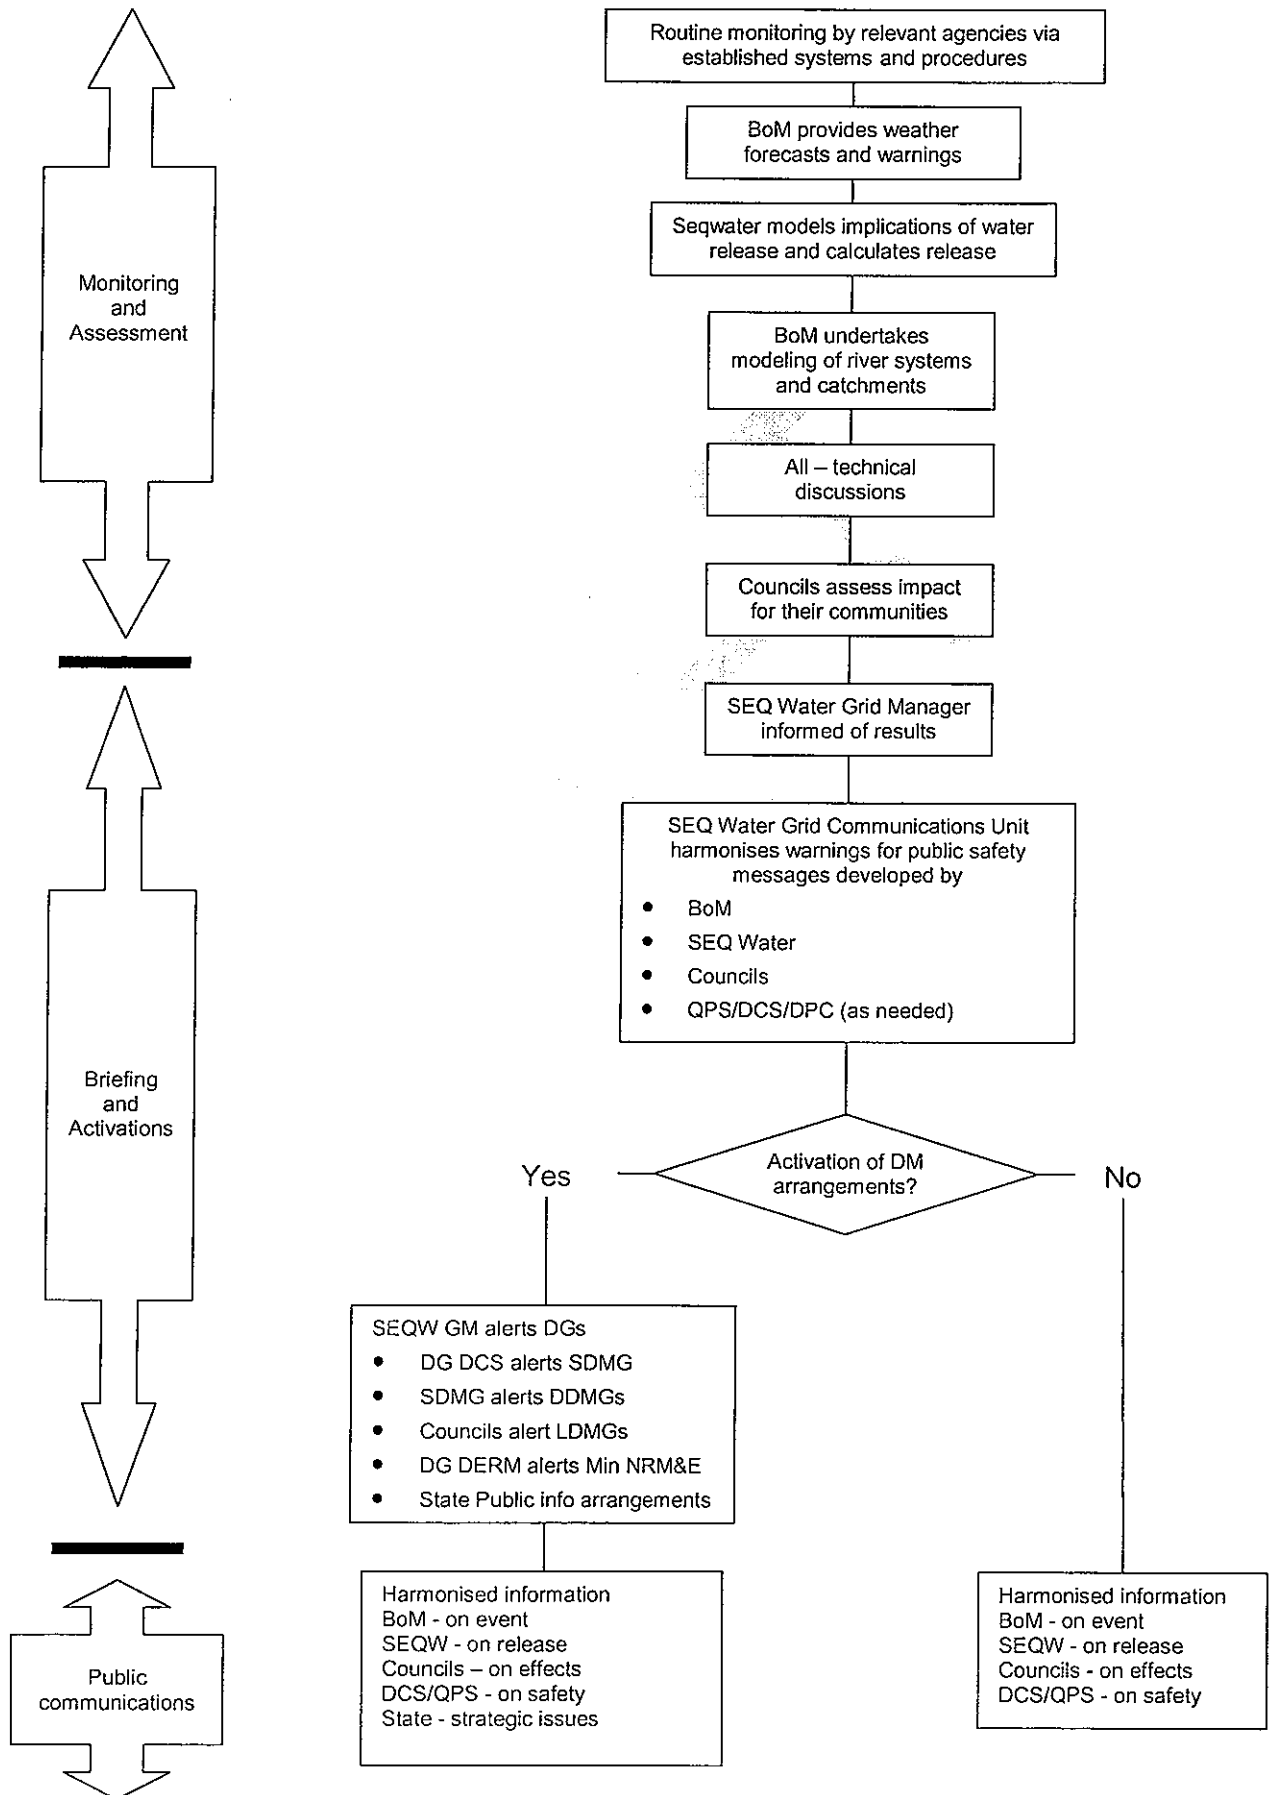 Routine monitoring by relevant agencies via
established systems and procedures
BoM provides weather
forecasts and warnings
Seqwater models implications of water
release and calculates release
Monitoring
and
Assessment
BoM undertakes
modeling of river systems
and catchments
All – technical
discussions
Councils assess impact
for their communities
SEQ Water Grid Manager
informed of results
SEQ Water Grid Communications Unit
harmonises warnings for public safety
messages developed by
● BoM
● SEQ Water
● Councils
● QPS/DCS/DPC (as needed)
Briefing
and
Activations
Activation of DM
arrangements?
Yes
No
SEQW GM alerts DGs
● DG DCS alerts SDMG
● SDMG alerts DDMGs
● Councils alert LDMGs
● DG DERM alerts Min NRM&E
● State Public info arrangements
Public
communications
Harmonised information
BoM - on event
SEQW - on release
Councils – on effects
DCS/QPS - on safety
State - strategic issues
Harmonised information
BoM - on event
SEQW - on release
Councils - on effects
DCS/QPS - on safety